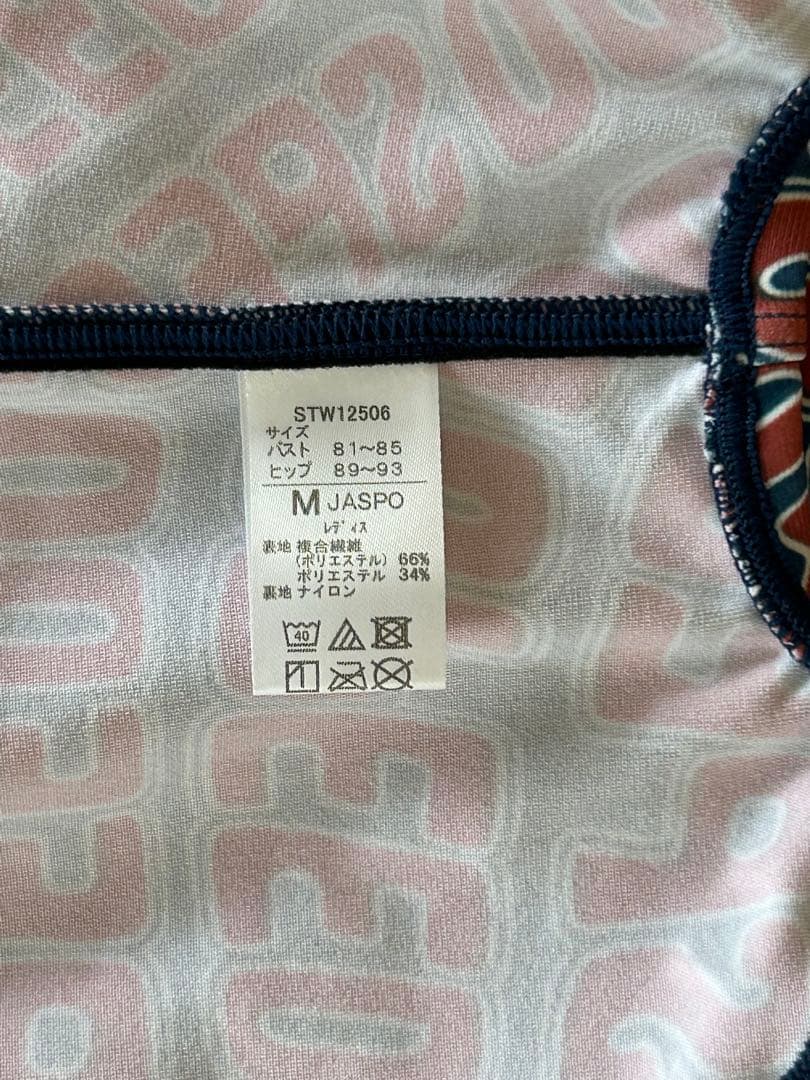 STW12506
サイズ
バスト 81～85
ヒップ 89～93
M JASPO
ﾚﾃﾞｨｽ
表地 複合繊維
(ポリエステル) 66%
ポリエステル 34%
裏地 ナイロン
40